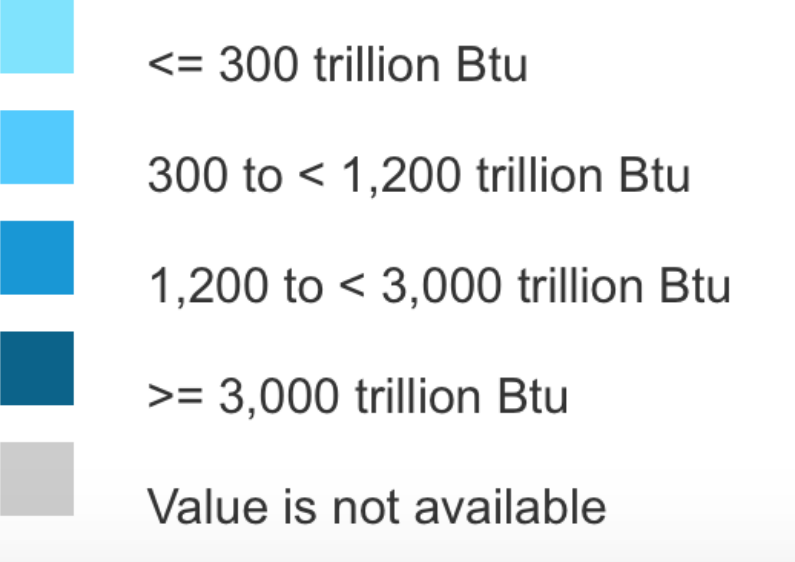 <= 300 trillion Btu
300 to < 1,200 trillion Btu
1,200 to < 3,000 trillion Btu
>= 3,000 trillion Btu
Value is not available